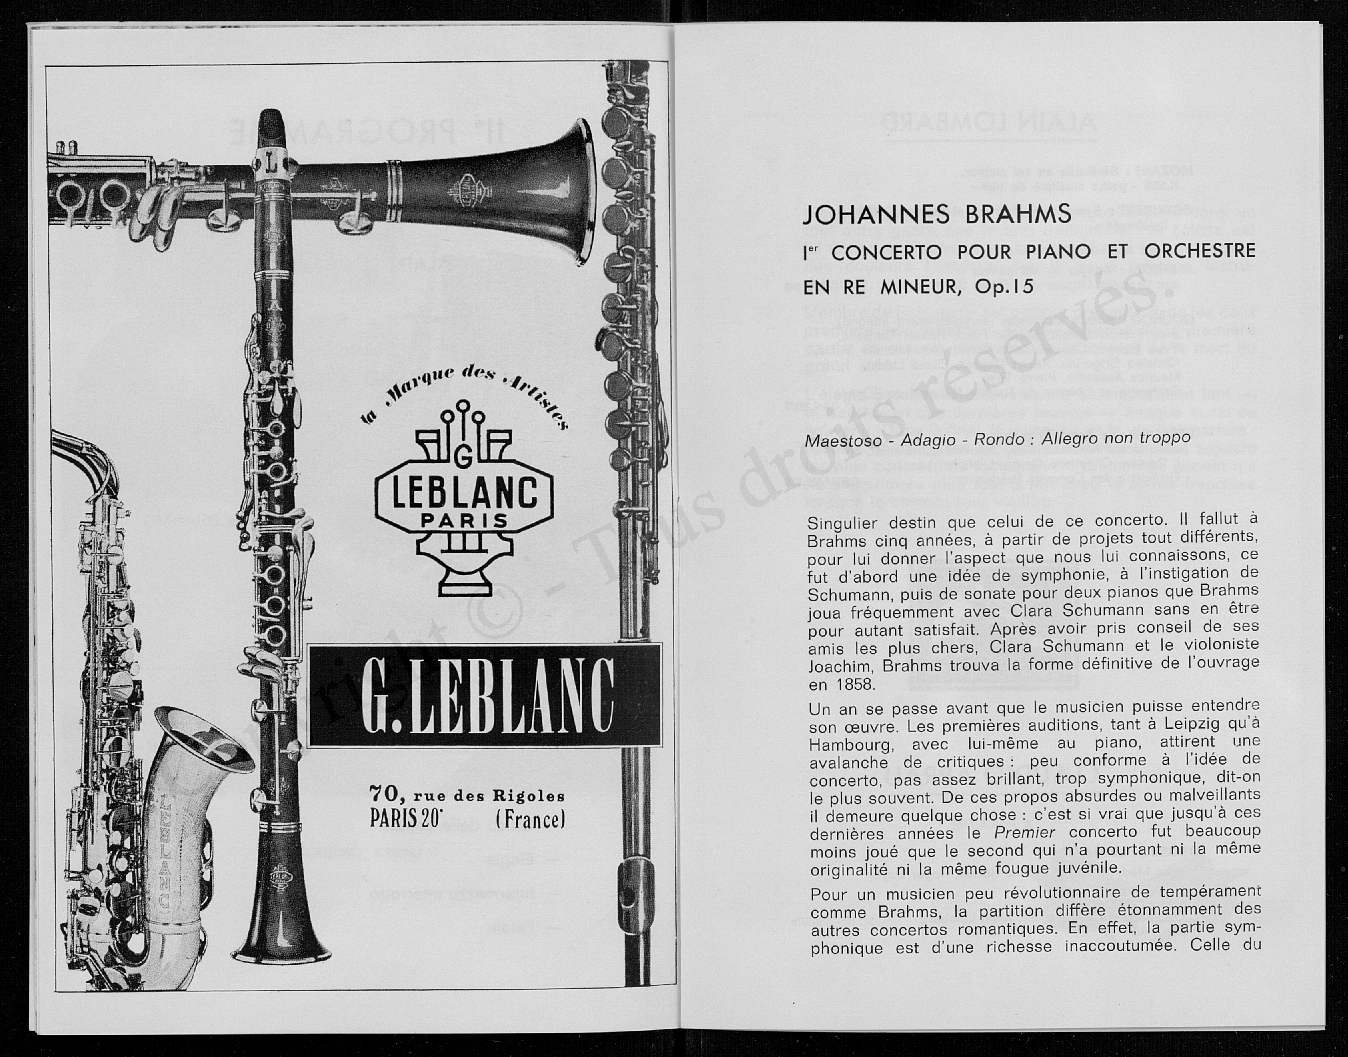 la Marque des Artistes
G
LEBLANC
PARIS
G. LEBLANC
70, rue des Rigoles
PARIS 20e (France)
L
LEBLANC
JOHANNES BRAHMS
Ier CONCERTO POUR PIANO ET ORCHESTRE
EN RE MINEUR, Op.15
Maestoso - Adagio - Rondo : Allegro non troppo
Singulier destin que celui de ce concerto. Il fallut à
Brahms cinq années, à partir de projets tout différents,
pour lui donner l'aspect que nous lui connaissons, ce
fut d'abord une idée de symphonie, à l'instigation de
Schumann, puis de sonate pour deux pianos que Brahms
joua fréquemment avec Clara Schumann sans en être
pour autant satisfait. Après avoir pris conseil de ses
amis les plus chers, Clara Schumann et le violoniste
Joachim, Brahms trouva la forme définitive de l'ouvrage
en 1858.
Un an se passe avant que le musicien puisse entendre
son œuvre. Les premières auditions, tant à Leipzig qu'à
Hambourg, avec lui-même au piano, attirent une
avalanche de critiques : peu conforme à l'idée de
concerto, pas assez brillant, trop symphonique, dit-on
le plus souvent. De ces propos absurdes ou malveillants
il demeure quelque chose : c'est si vrai que jusqu'à ces
dernières années le Premier concerto fut beaucoup
moins joué que le second qui n'a pourtant ni la même
originalité ni la même fougue juvénile.
Pour un musicien peu révolutionnaire de tempérament
comme Brahms, la partition diffère étonnamment des
autres concertos romantiques. En effet, la partie sym-
phonique est d'une richesse inaccoutumée. Celle du
Copyright © - Tous droits réservés.